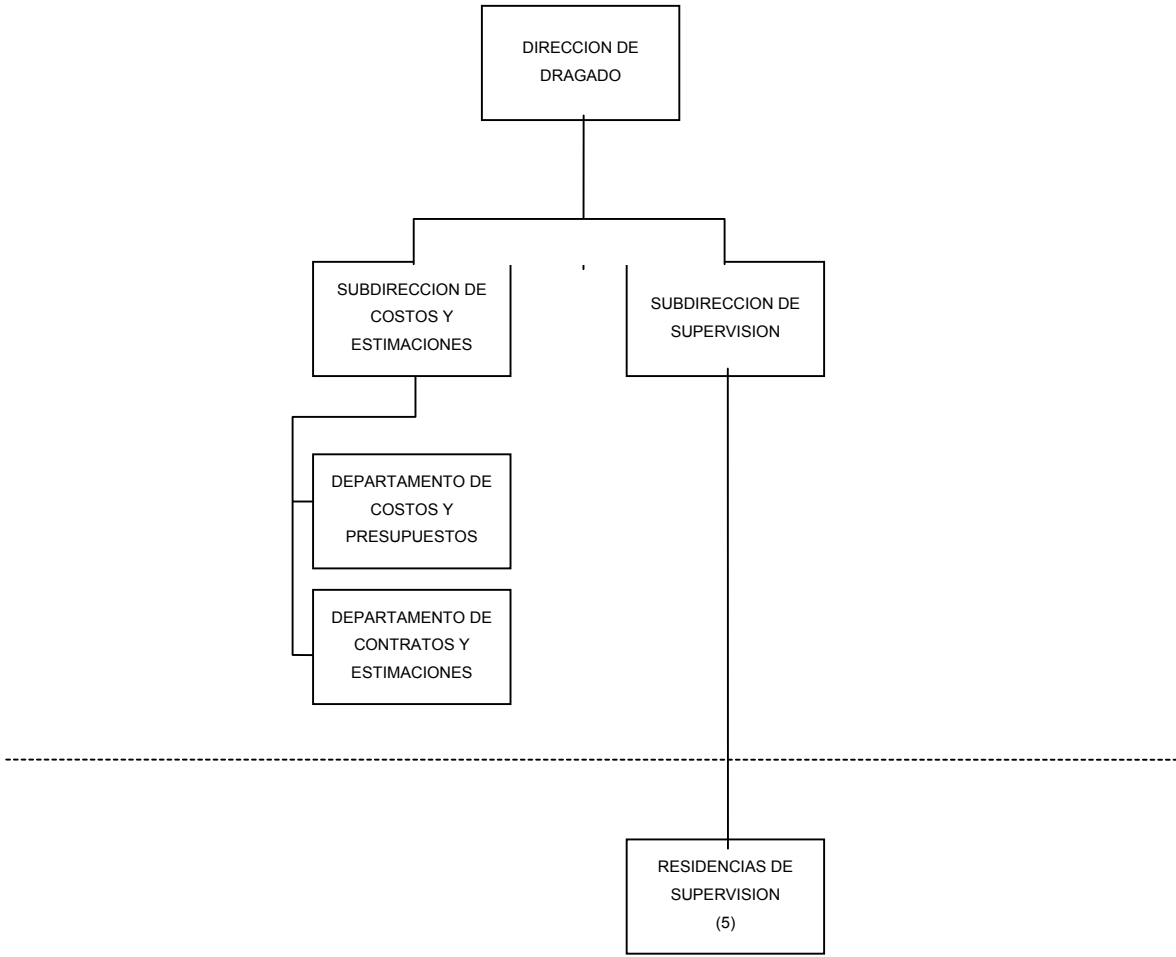 DIRECCION DE
DRAGADO
SUBDIRECCION DE
COSTOS Y
ESTIMACIONES
SUBDIRECCION DE
SUPERVISION
DEPARTAMENTO DE
COSTOS Y
PRESUPUESTOS
DEPARTAMENTO DE
CONTRATOS Y
ESTIMACIONES
RESIDENCIAS DE
SUPERVISION
(5)